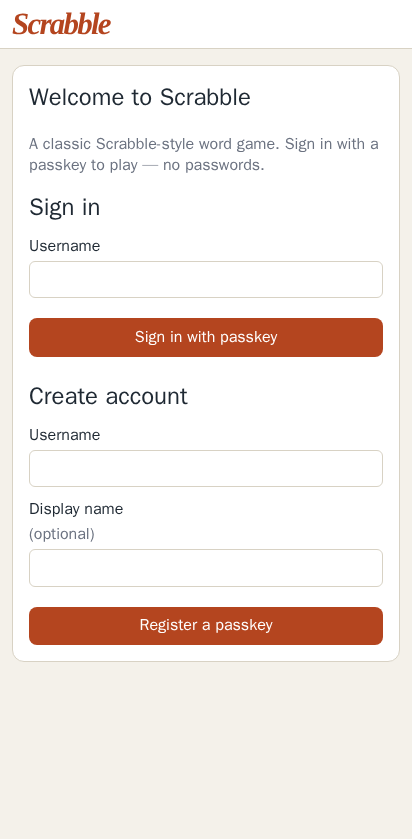 Scrabble
Welcome to Scrabble
A classic Scrabble-style word game. Sign in with a
passkey to play — no passwords.
Sign in
Username
Sign in with passkey
Create account
Username
Display name
(optional)
Register a passkey